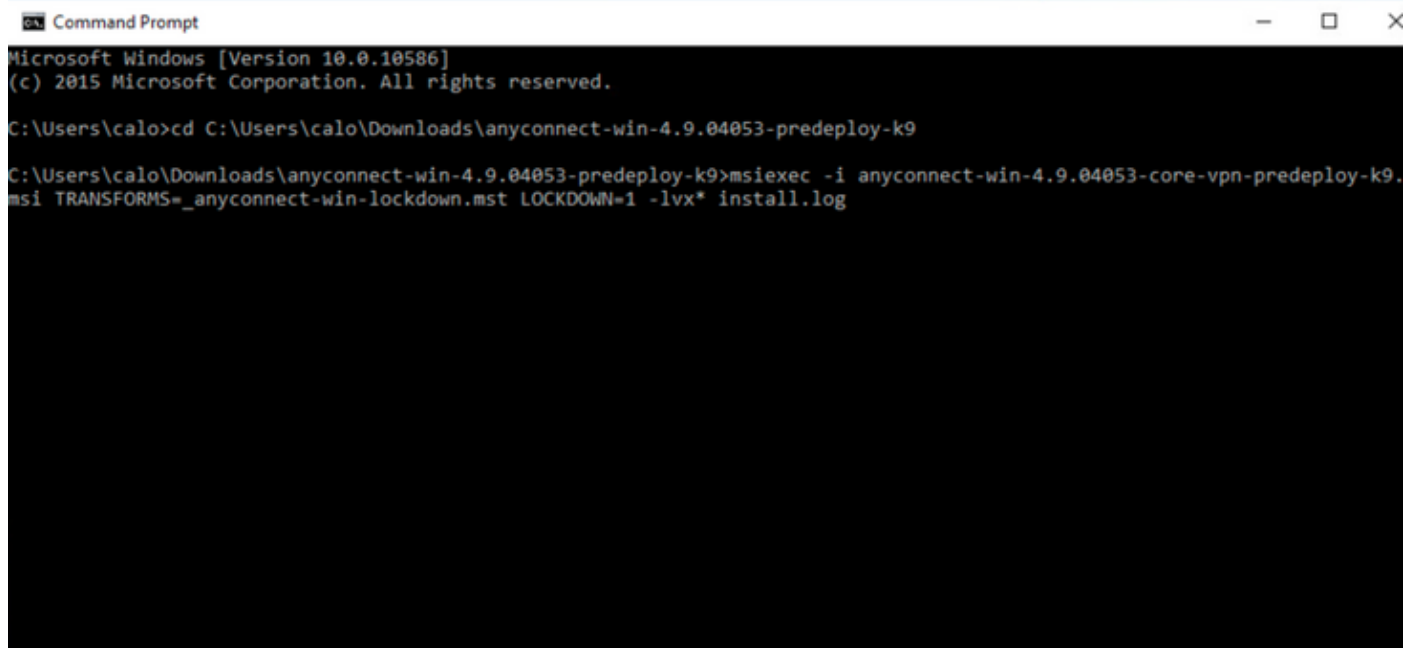 Command Prompt
Microsoft Windows [Version 10.0.10586]
(c) 2015 Microsoft Corporation. All rights reserved.
C:\Users\calo>cd C:\Users\calo\Downloads\anyconnect-win-4.9.04053-predeploy-k9
C:\Users\calo\Downloads\anyconnect-win-4.9.04053-predeploy-k9>msiexec -i anyconnect-win-4.9.04053-core-vpn-predeploy-k9.
msi TRANSFORMS=_anyconnect-win-lockdown.mst LOCKDOWN=1 -lvx* install.log